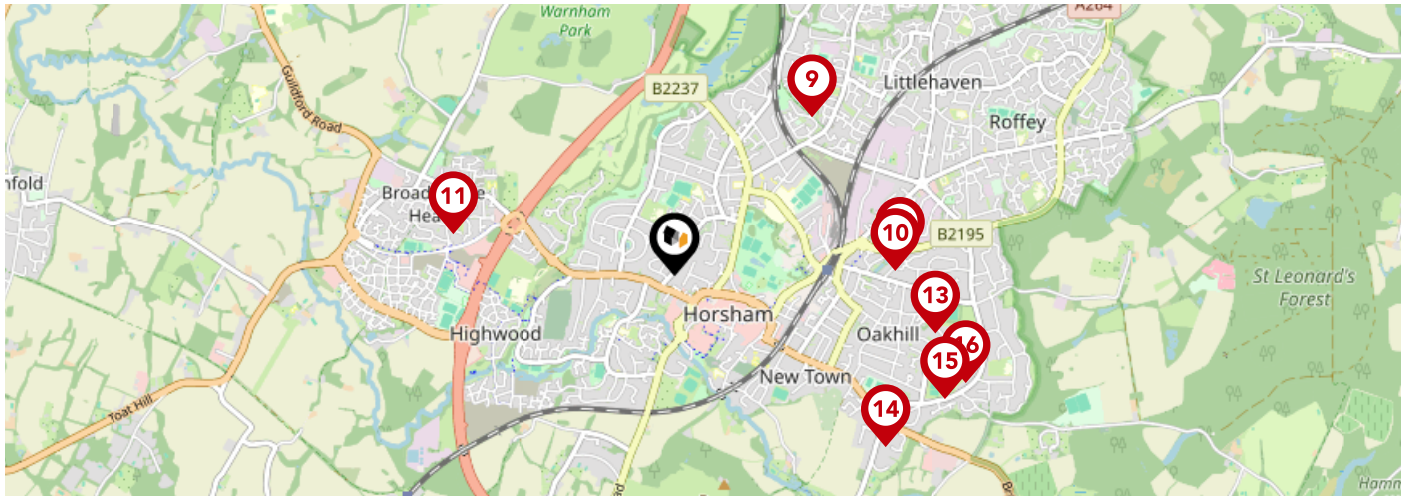 Warnham
Park
A264
Guildford Road
B2237
9
Littlehaven
Roffey
nfold
11
10
B2195
St Leonard's
Forest
13
Horsham
Highwood
Oakhill
16
15
New Town
14
Toat Hill